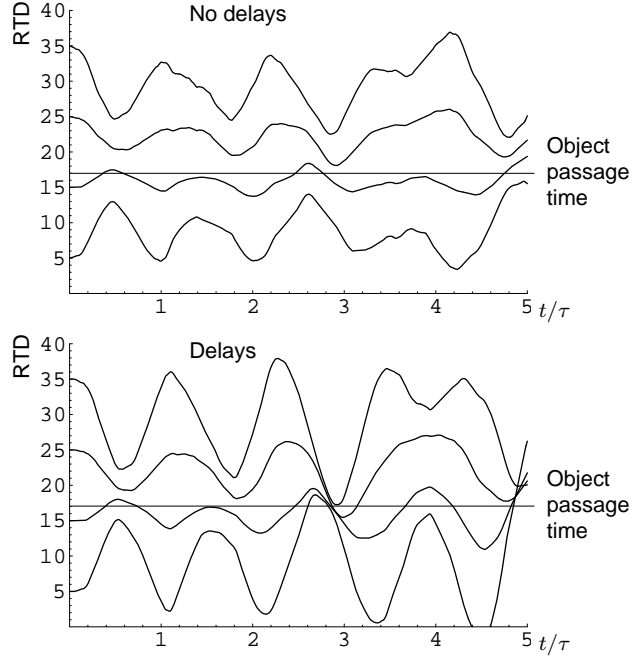 No delays
RTD
40
35
30
25
20
15
10
5
Object
passage
time
1
2
3
4
5
t/τ
Delays
RTD
40
35
30
25
20
15
10
5
Object
passage
time
1
2
3
4
5
t/τ